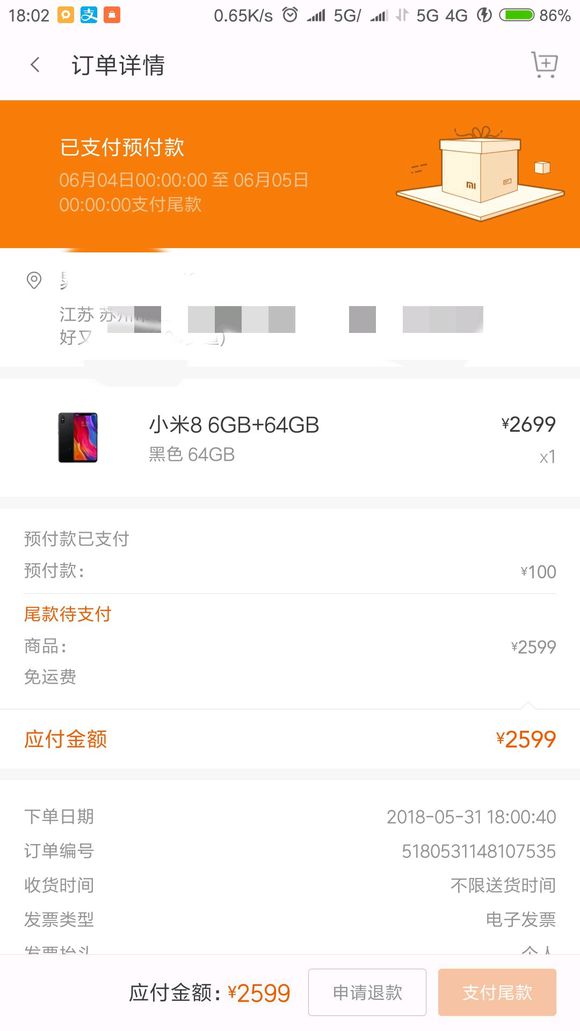 18:02
0.65K/s 5G 5G 4G 86%
订单详情
已支付预付款
06月04日00:00:00 至 06月05日
00:00:00支付尾款
江苏 苏州
好又
小米8 6GB+64GB ¥2699
黑色 64GB x1
预付款已支付
预付款： ¥100
尾款待支付
商品： ¥2599
免运费
应付金额 ¥2599
下单日期 2018-05-31 18:00:40
订单编号 5180531148107535
收货时间 不限送货时间
发票类型 电子发票
发票抬头 个人
应付金额：¥2599 申请退款 支付尾款